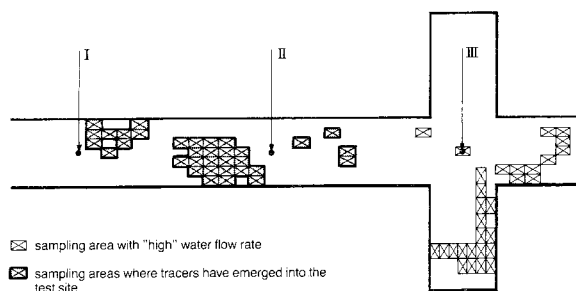 I
II
III
sampling area with "high" water flow rate
sampling areas where tracers have emerged into the
test site